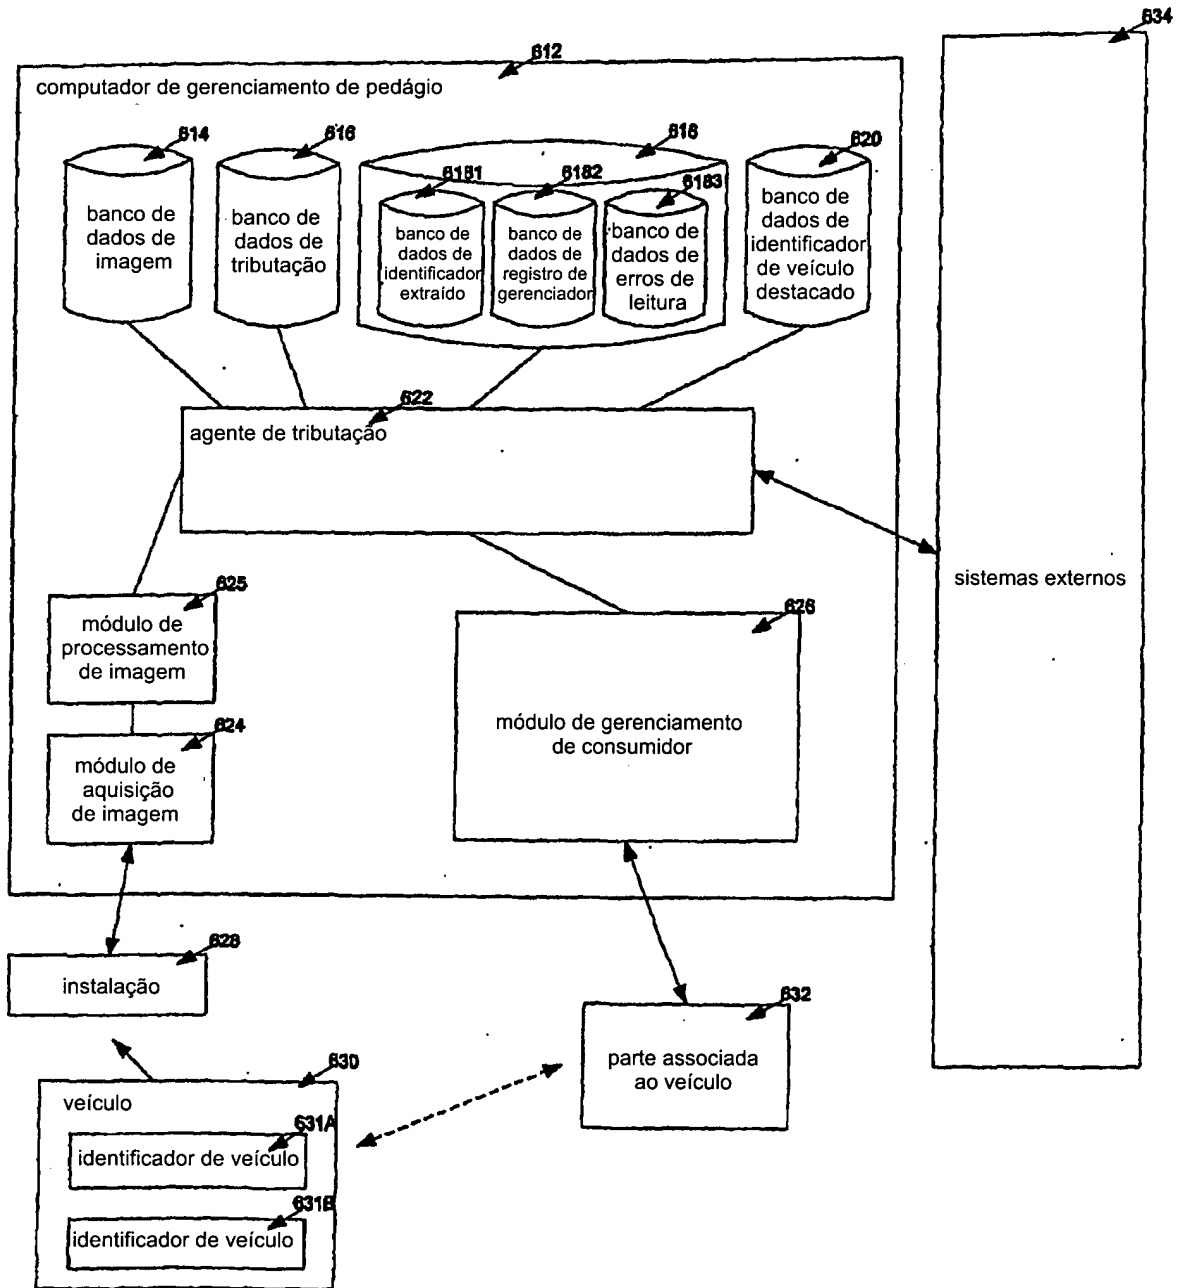 634
612
computador de gerenciamento de pedágio
614
banco de
dados de
imagem
616
banco de
dados de
tributação
618
6181
banco de
dados de
identificador
extraído
6182
banco de
dados de
registro de
gerenciador
6183
banco de
dados de
erros de
leitura
620
banco de
dados de
identificador
de veículo
destacado
622
agente de tributação
sistemas externos
625
módulo de
processamento
de imagem
624
módulo de
aquisição
de imagem
626
módulo de gerenciamento
de consumidor
628
instalação
632
parte associada
ao veículo
630
veículo
631A
identificador de veículo
631B
identificador de veículo